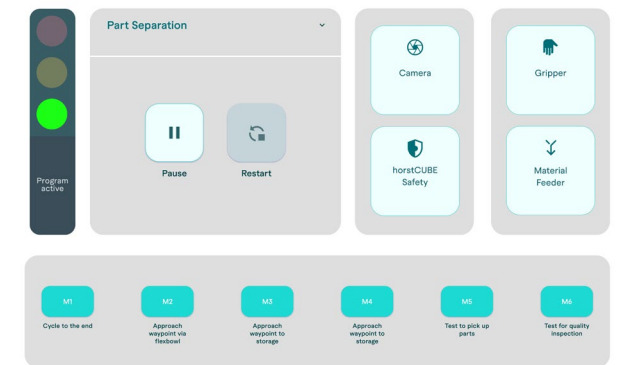 Part Separation
Program
active
Pause
Restart
Camera
horstCUBE
Safety
Gripper
Material
Feeder
M1
Cycle to the end
M2
Approach
waypoint via
flexbowl
M3
Approach
waypoint to
storage
M4
Approach
waypoint to
storage
M5
Test to pick up
parts
M6
Test for quality
inspection